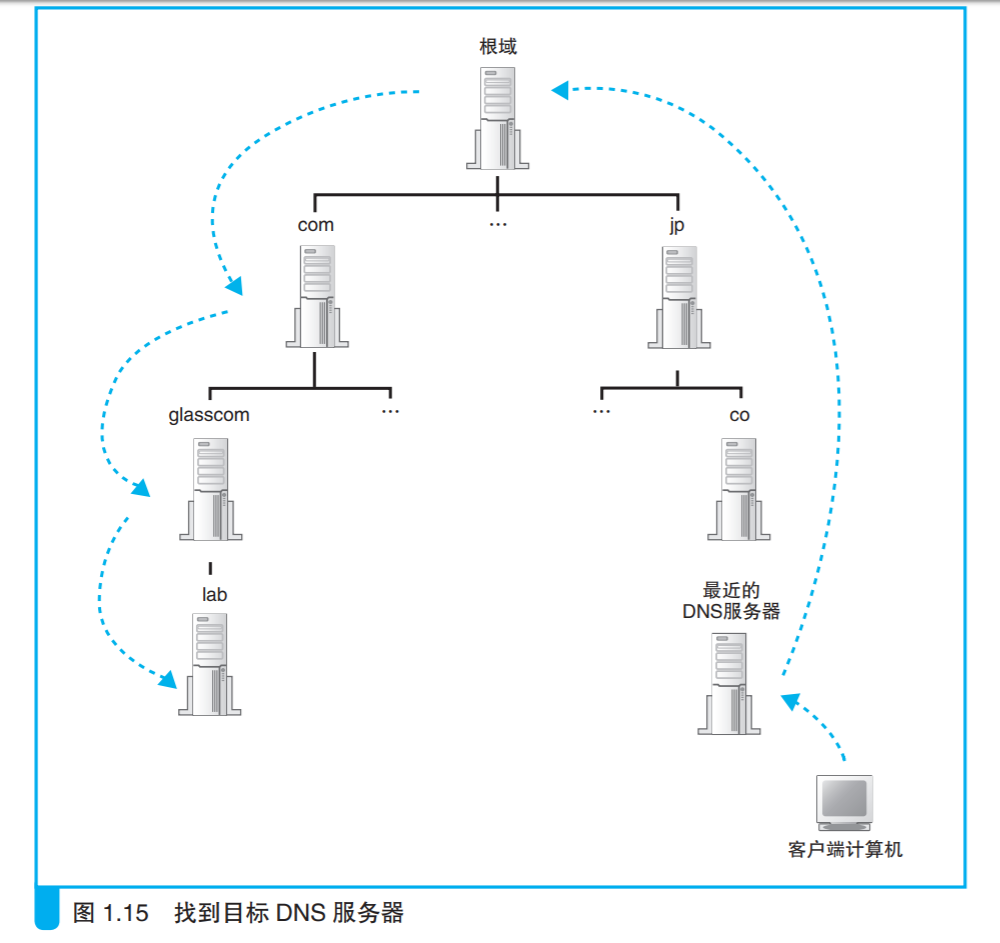 根域
com
...
jp
glasscom
...
...
co
lab
最近的
DNS服务器
客户端计算机
图 1.15 找到目标 DNS 服务器